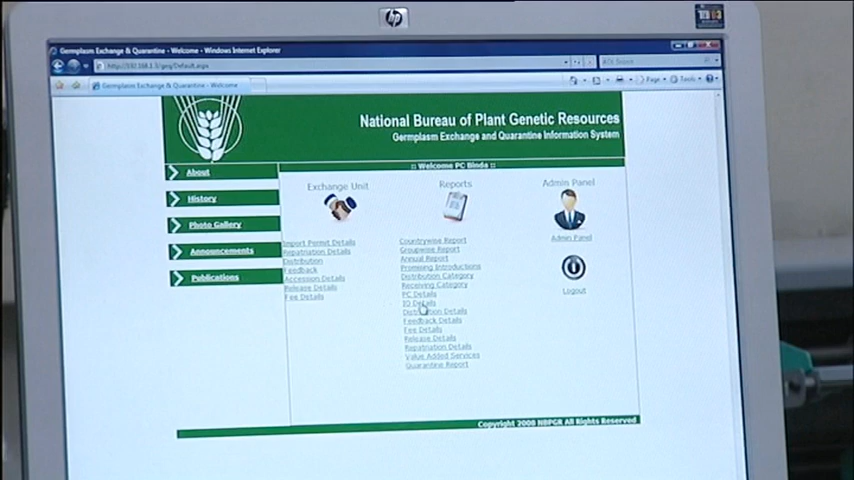 hp
Germplasm Exchange & Quarantine - Welcome - Windows Internet Explorer
Germplasm Exchange & Quarantine - Welcome
Page
Tools
National Bureau of Plant Genetic Resources
Germplasm Exchange and Quarantine Information System
:: Welcome PC Binda ::
About
History
Photo Gallery
Announcements
Publications
Exchange Unit
Import Permit Details
Repatriation Details
Distribution
Feedback
Accession Details
Release Details
Fee Details
Reports
Countrywise Report
Groupwise Report
Annual Report
Promising Introductions
Distribution Category
Receiving Category
PC Details
IQ Details
Distribution Details
Feedback Details
Fee Details
Release Details
Repatriation Details
Value Added Services
Quarantine Report
Admin Panel
Admin Panel
Logout
Copyright 2008 NBPGR All Rights Reserved